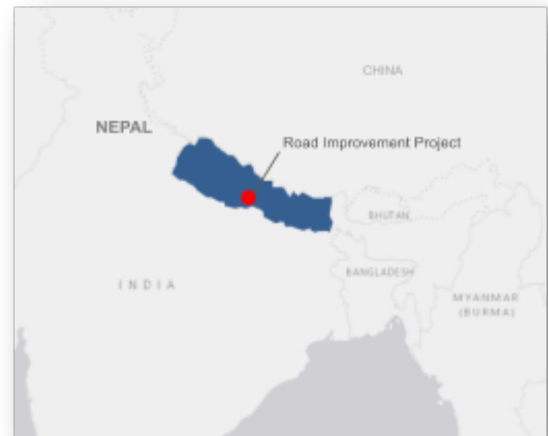 CHINA
NEPAL
Road Improvement Project
BHUTAN
INDIA
BANGLADESH
MYANMAR
(BURMA)